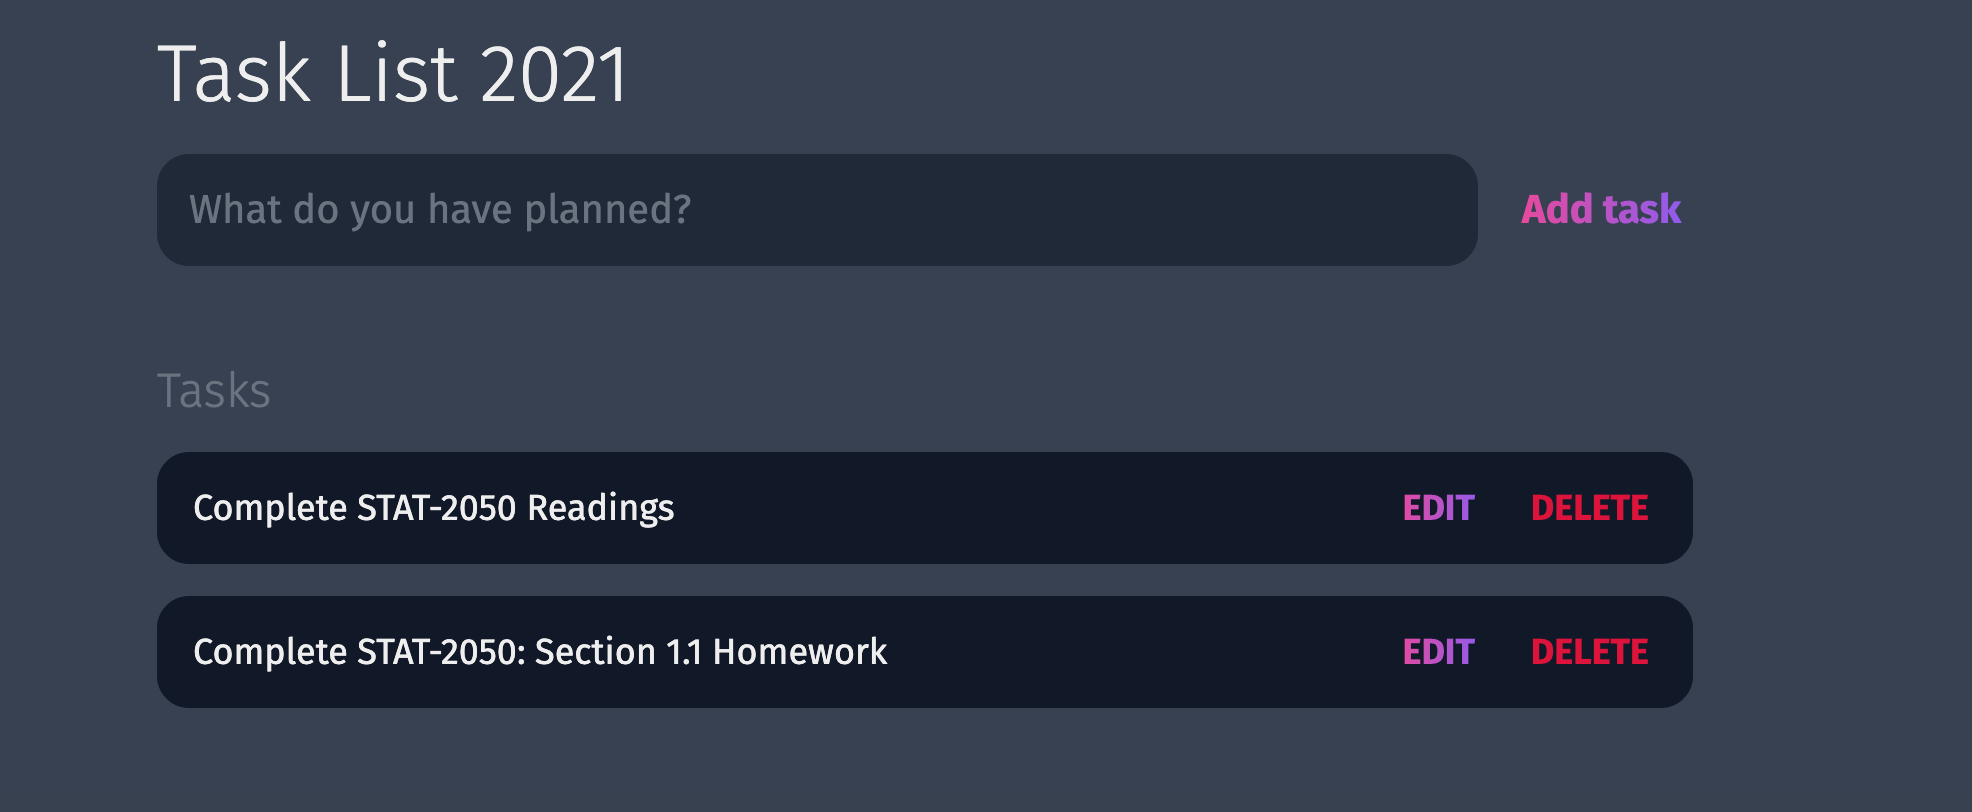 Task List 2021
What do you have planned?
Add task
Tasks
Complete STAT-2050 Readings
EDIT
DELETE
Complete STAT-2050: Section 1.1 Homework
EDIT
DELETE